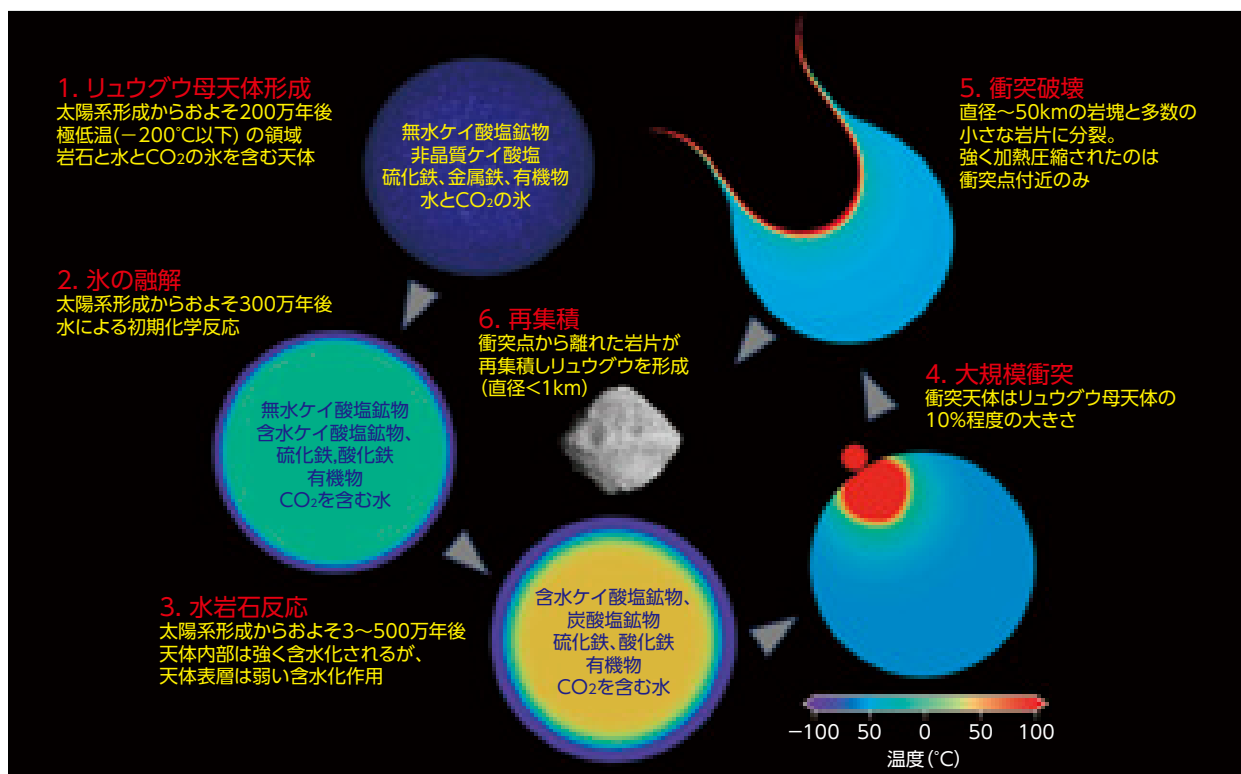 1. リュウグウ母天体形成
太陽系形成からおよそ200万年後
極低温(−200℃以下) の領域
岩石と水とCO₂の氷を含む天体
無水ケイ酸塩鉱物
非晶質ケイ酸塩
硫化鉄、金属鉄、有機物
水とCO₂の氷
2. 氷の融解
太陽系形成からおよそ300万年後
水による初期化学反応
無水ケイ酸塩鉱物
含水ケイ酸塩鉱物、
硫化鉄,酸化鉄
有機物
CO₂を含む水
3. 水岩石反応
太陽系形成からおよそ3〜500万年後
天体内部は強く含水化されるが、
天体表層は弱い含水化作用
含水ケイ酸塩鉱物、
炭酸塩鉱物
硫化鉄、酸化鉄
有機物
CO₂を含む水
4. 大規模衝突
衝突天体はリュウグウ母天体の
10%程度の大きさ
5. 衝突破壊
直径〜50kmの岩塊と多数の
小さな岩片に分裂。
強く加熱圧縮されたのは
衝突点付近のみ
6. 再集積
衝突点から離れた岩片が
再集積しリュウグウを形成
(直径<1km)
−100 50 0 50 100
温度(℃)